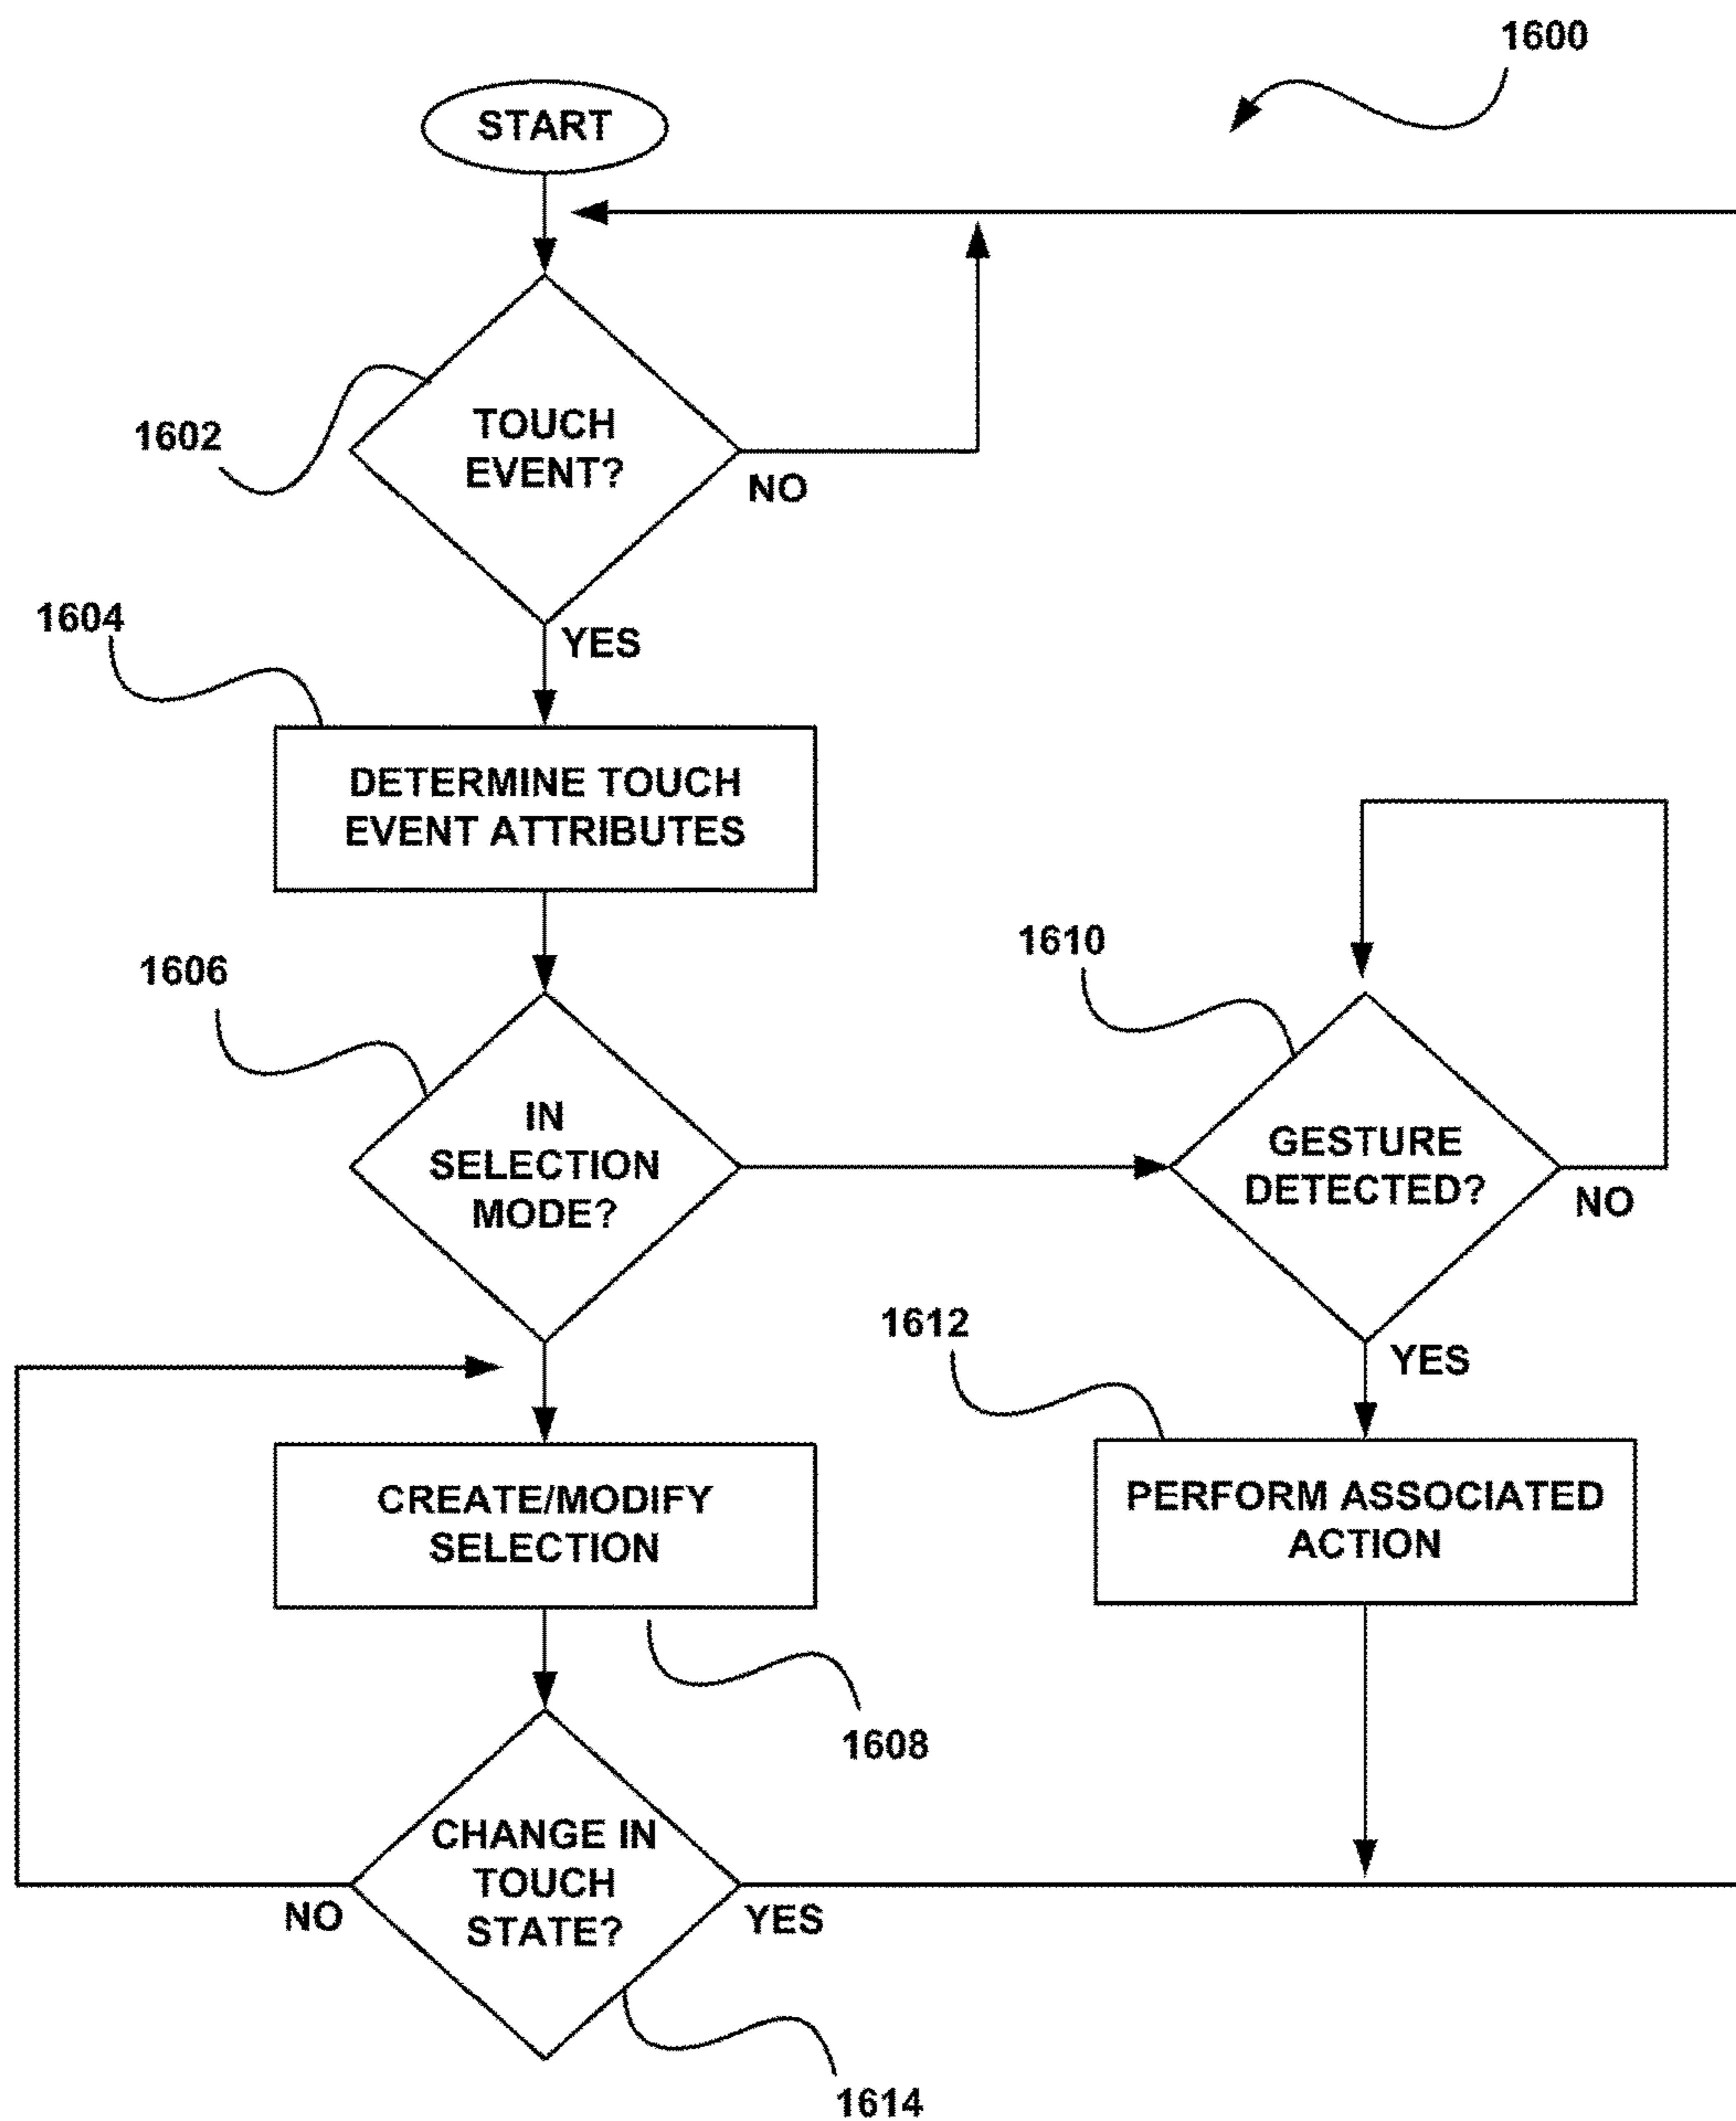 1600
START
TOUCH
EVENT?
1602
NO
YES
1604
DETERMINE TOUCH
EVENT ATTRIBUTES
1606
IN
SELECTION
MODE?
1610
GESTURE
DETECTED?
NO
YES
1612
CREATE/MODIFY
SELECTION
PERFORM ASSOCIATED
ACTION
1608
CHANGE IN
TOUCH
STATE?
NO
YES
1614